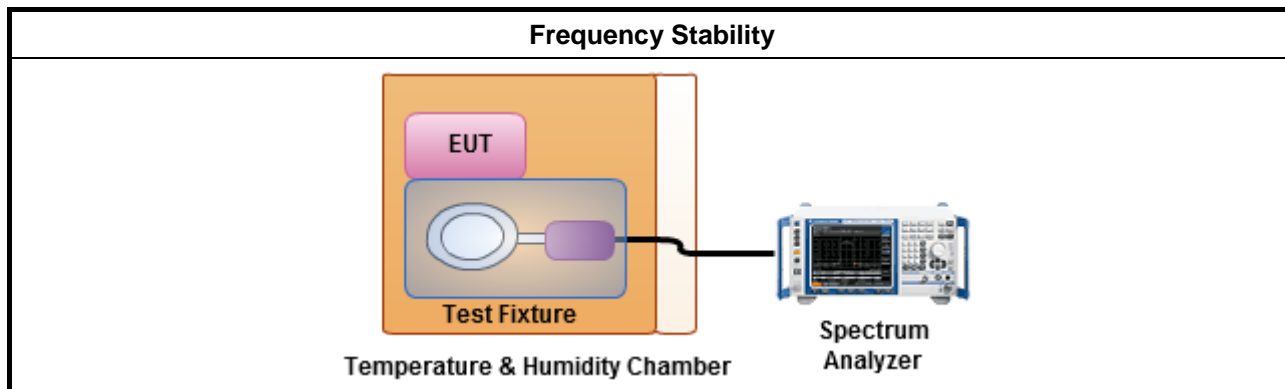 Frequency Stability
EUT
Test Fixture
Temperature & Humidity Chamber
Spectrum
Analyzer